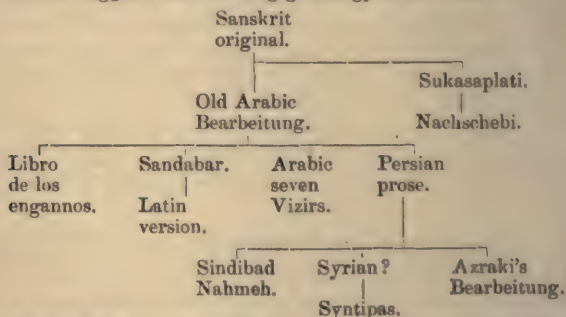 Sanskrit
original.
Sukasaplati.
Old Arabic
Bearbeitung.
Nachschebi.
Libro
de los
engannos.
Sandabar.
Latin
version.
Arabic
seven
Vizirs.
Persian
prose.
Sindibad
Nahmeh.
Syrian?
Syntipas.
Azraki's
Bearbeitung.